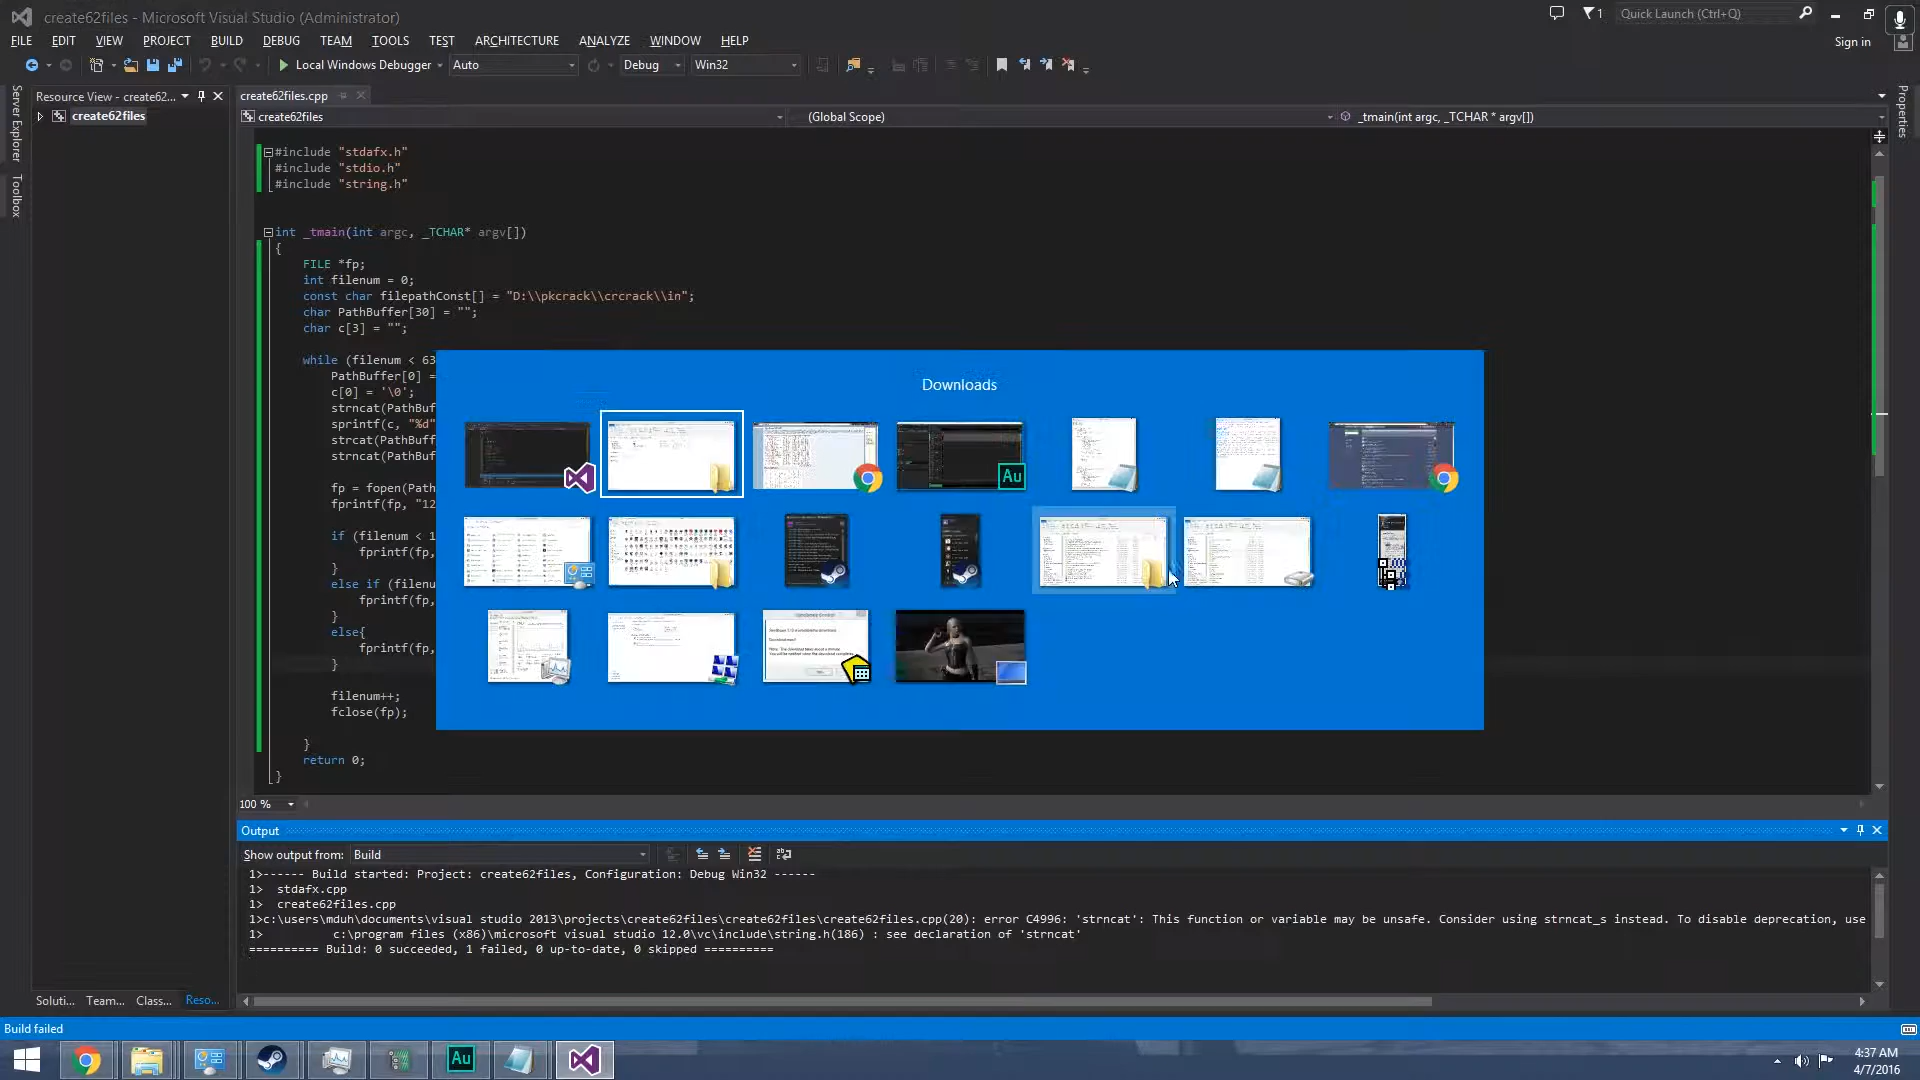 create62files - Microsoft Visual Studio (Administrator)
1
Quick Launch (Ctrl+Q)
FILE EDIT VIEW PROJECT BUILD DEBUG TEAM TOOLS TEST ARCHITECTURE ANALYZE WINDOW HELP
Sign in
Local Windows Debugger Auto Debug Win32
Server Explorer
Toolbox
Resource View - create62...
create62files
create62files.cpp
create62files
(Global Scope)
_tmain(int argc, _TCHAR * argv[])
Properties
#include "stdafx.h"
#include "stdio.h"
#include "string.h"
int _tmain(int argc, _TCHAR* argv[])
{
FILE *fp;
int filenum = 0;
const char filepathConst[] = "D:\\pkcrack\\crcrack\\in";
char PathBuffer[30] = "";
char c[3] = "";
while (filenum < 63
PathBuffer[0] =
c[0] = '\0';
strncat(PathBuf
sprintf(c, "%d"
strcat(PathBuff
strncat(PathBuf
fp = fopen(Path
fprintf(fp, "12
if (filenum < 1
fprintf(fp,
}
else if (filenu
fprintf(fp,
}
else{
fprintf(fp,
}
filenum++;
fclose(fp);
}
return 0;
}
Downloads
Au
100 %
Output
Show output from: Build
1>------ Build started: Project: create62files, Configuration: Debug Win32 ------
1> stdafx.cpp
1> create62files.cpp
1>c:\users\mduh\documents\visual studio 2013\projects\create62files\create62files\create62files.cpp(20): error C4996: 'strncat': This function or variable may be unsafe. Consider using strncat_s instead. To disable deprecation, use
1> c:\program files (x86)\microsoft visual studio 12.0\vc\include\string.h(186) : see declaration of 'strncat'
========== Build: 0 succeeded, 1 failed, 0 up-to-date, 0 skipped ==========
Soluti... Team... Class... Reso...
Build failed
Au
4:37 AM
4/7/2016